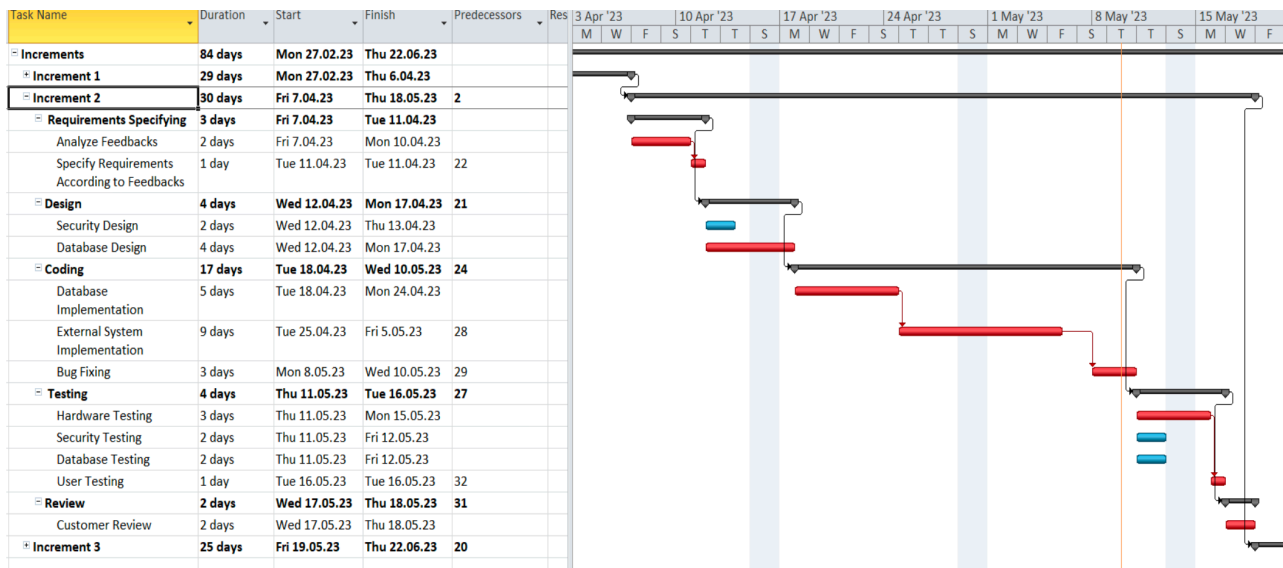 Task Name Duration Start Finish Predecessors Res 3 Apr '23 10 Apr '23 17 Apr '23 24 Apr '23 1 May '23 8 May '23 15 May '23
M W F S T T S M W F S T T S M W F S T T S M W F
Increments 84 days Mon 27.02.23 Thu 22.06.23
Increment 1 29 days Mon 27.02.23 Thu 6.04.23
Increment 2 30 days Fri 7.04.23 Thu 18.05.23 2
Requirements Specifying 3 days Fri 7.04.23 Tue 11.04.23
Analyze Feedbacks 2 days Fri 7.04.23 Mon 10.04.23
Specify Requirements 1 day Tue 11.04.23 Tue 11.04.23 22
According to Feedbacks
Design 4 days Wed 12.04.23 Mon 17.04.23 21
Security Design 2 days Wed 12.04.23 Thu 13.04.23
Database Design 4 days Wed 12.04.23 Mon 17.04.23
Coding 17 days Tue 18.04.23 Wed 10.05.23 24
Database 5 days Tue 18.04.23 Mon 24.04.23
Implementation
External System 9 days Tue 25.04.23 Fri 5.05.23 28
Implementation
Bug Fixing 3 days Mon 8.05.23 Wed 10.05.23 29
Testing 4 days Thu 11.05.23 Tue 16.05.23 27
Hardware Testing 3 days Thu 11.05.23 Mon 15.05.23
Security Testing 2 days Thu 11.05.23 Fri 12.05.23
Database Testing 2 days Thu 11.05.23 Fri 12.05.23
User Testing 1 day Tue 16.05.23 Tue 16.05.23 32
Review 2 days Wed 17.05.23 Thu 18.05.23 31
Customer Review 2 days Wed 17.05.23 Thu 18.05.23
Increment 3 25 days Fri 19.05.23 Thu 22.06.23 20